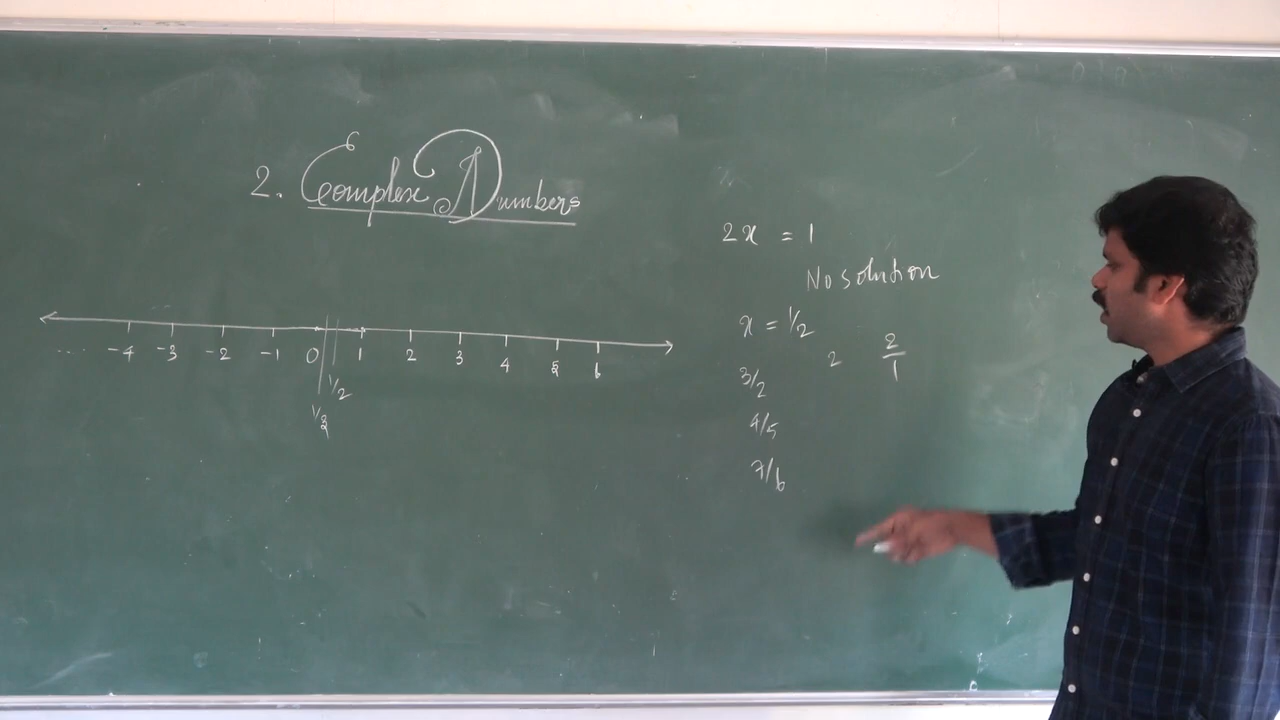 2. Complex Numbers
2x = 1
No solution
.... -4 -3 -2 -1 0 1 2 3 4 5 6
1/2
1/3
x = 1/2
2 2/1
3/2
4/5
7/6